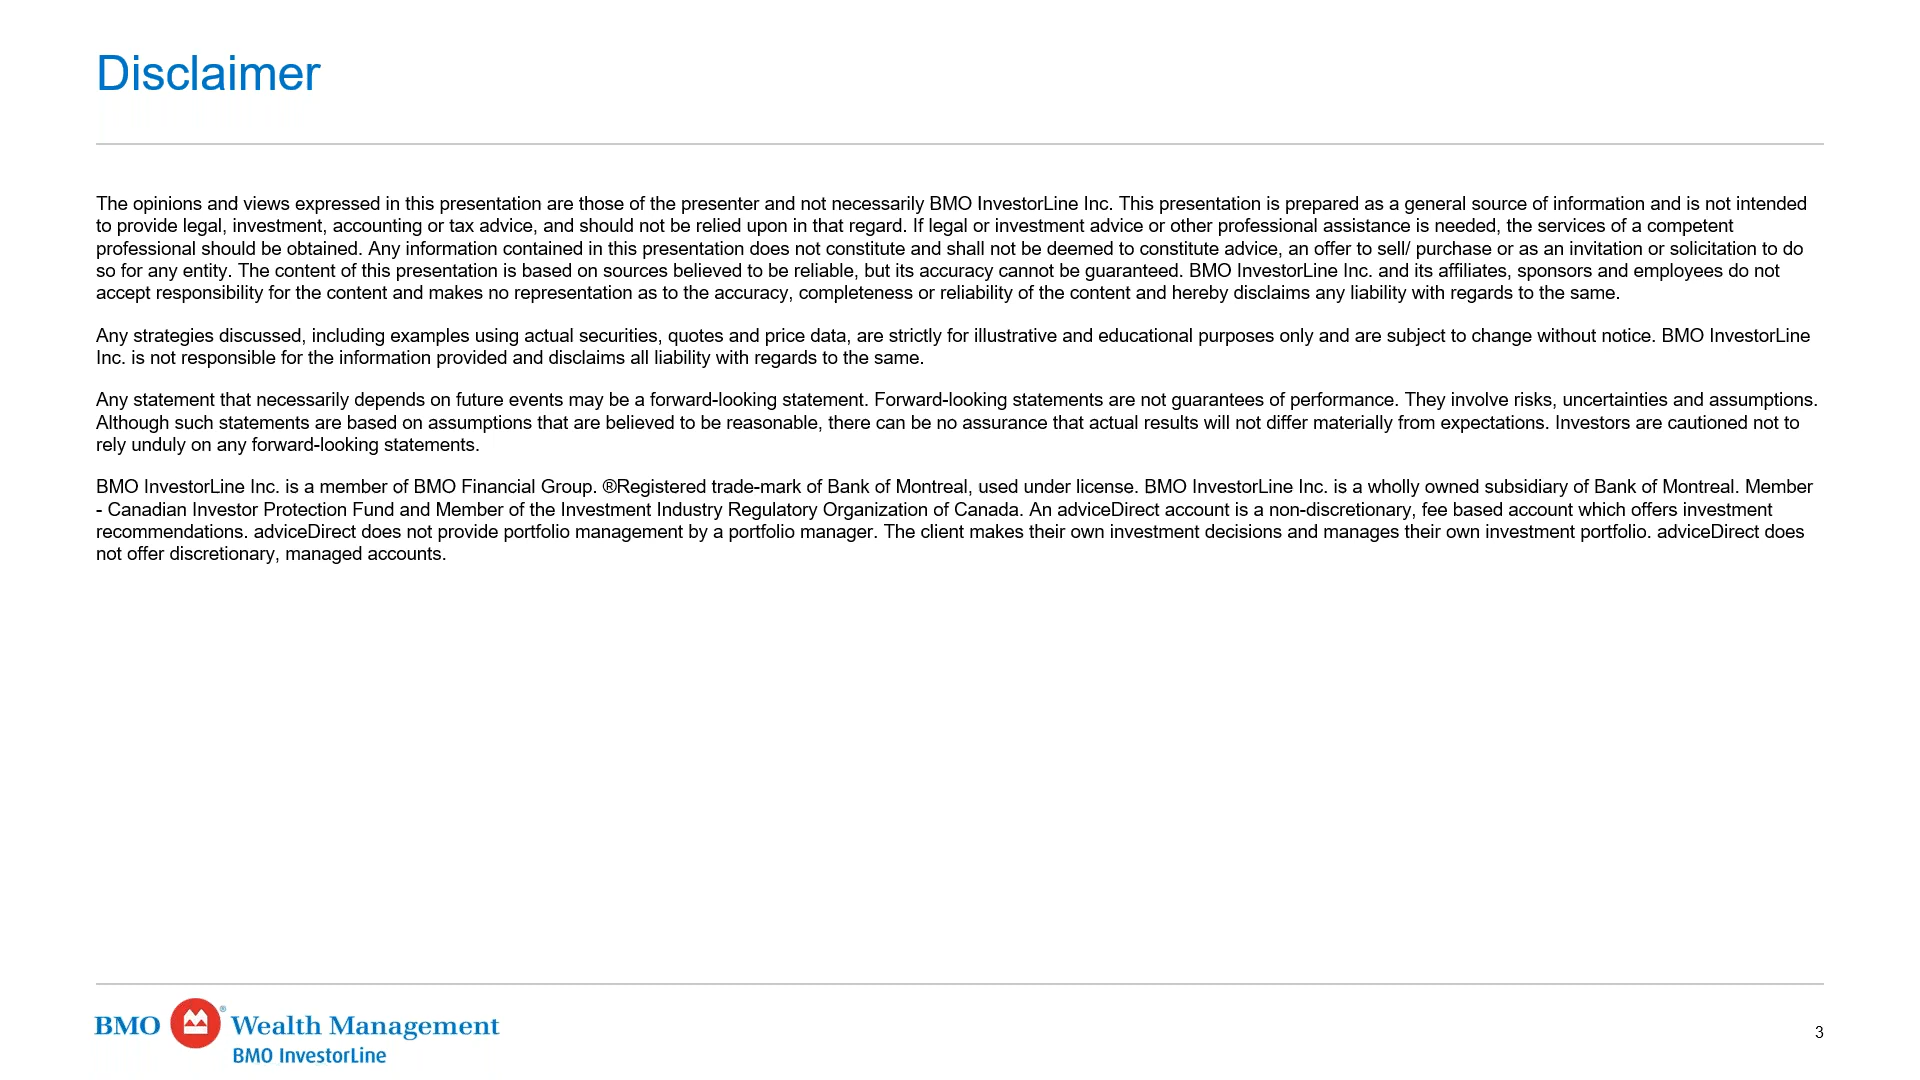 Disclaimer
The opinions and views expressed in this presentation are those of the presenter and not necessarily BMO InvestorLine Inc. This presentation is prepared as a general source of information and is not intended
to provide legal, investment, accounting or tax advice, and should not be relied upon in that regard. If legal or investment advice or other professional assistance is needed, the services of a competent
professional should be obtained. Any information contained in this presentation does not constitute and shall not be deemed to constitute advice, an offer to sell/ purchase or as an invitation or solicitation to do
so for any entity. The content of this presentation is based on sources believed to be reliable, but its accuracy cannot be guaranteed. BMO InvestorLine Inc. and its affiliates, sponsors and employees do not
accept responsibility for the content and makes no representation as to the accuracy, completeness or reliability of the content and hereby disclaims any liability with regards to the same.
Any strategies discussed, including examples using actual securities, quotes and price data, are strictly for illustrative and educational purposes only and are subject to change without notice. BMO InvestorLine
Inc. is not responsible for the information provided and disclaims all liability with regards to the same.
Any statement that necessarily depends on future events may be a forward-looking statement. Forward-looking statements are not guarantees of performance. They involve risks, uncertainties and assumptions.
Although such statements are based on assumptions that are believed to be reasonable, there can be no assurance that actual results will not differ materially from expectations. Investors are cautioned not to
rely unduly on any forward-looking statements.
BMO InvestorLine Inc. is a member of BMO Financial Group. ®Registered trade-mark of Bank of Montreal, used under license. BMO InvestorLine Inc. is a wholly owned subsidiary of Bank of Montreal. Member
- Canadian Investor Protection Fund and Member of the Investment Industry Regulatory Organization of Canada. An adviceDirect account is a non-discretionary, fee based account which offers investment
recommendations. adviceDirect does not provide portfolio management by a portfolio manager. The client makes their own investment decisions and manages their own investment portfolio. adviceDirect does
not offer discretionary, managed accounts.
BMO ® Wealth Management
BMO InvestorLine
3